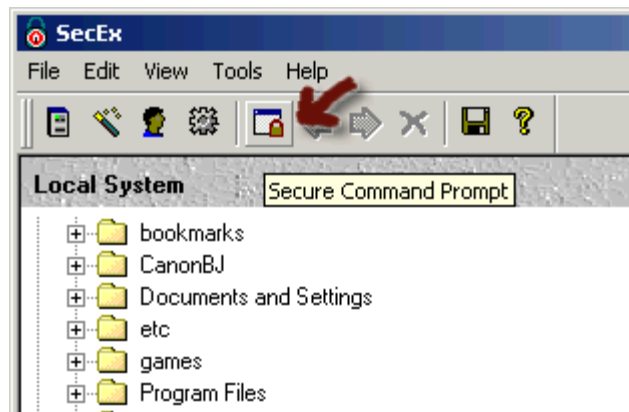 SecEx
File Edit View Tools Help
Local System
Secure Command Prompt
bookmarks
CanonBJ
Documents and Settings
etc
games
Program Files